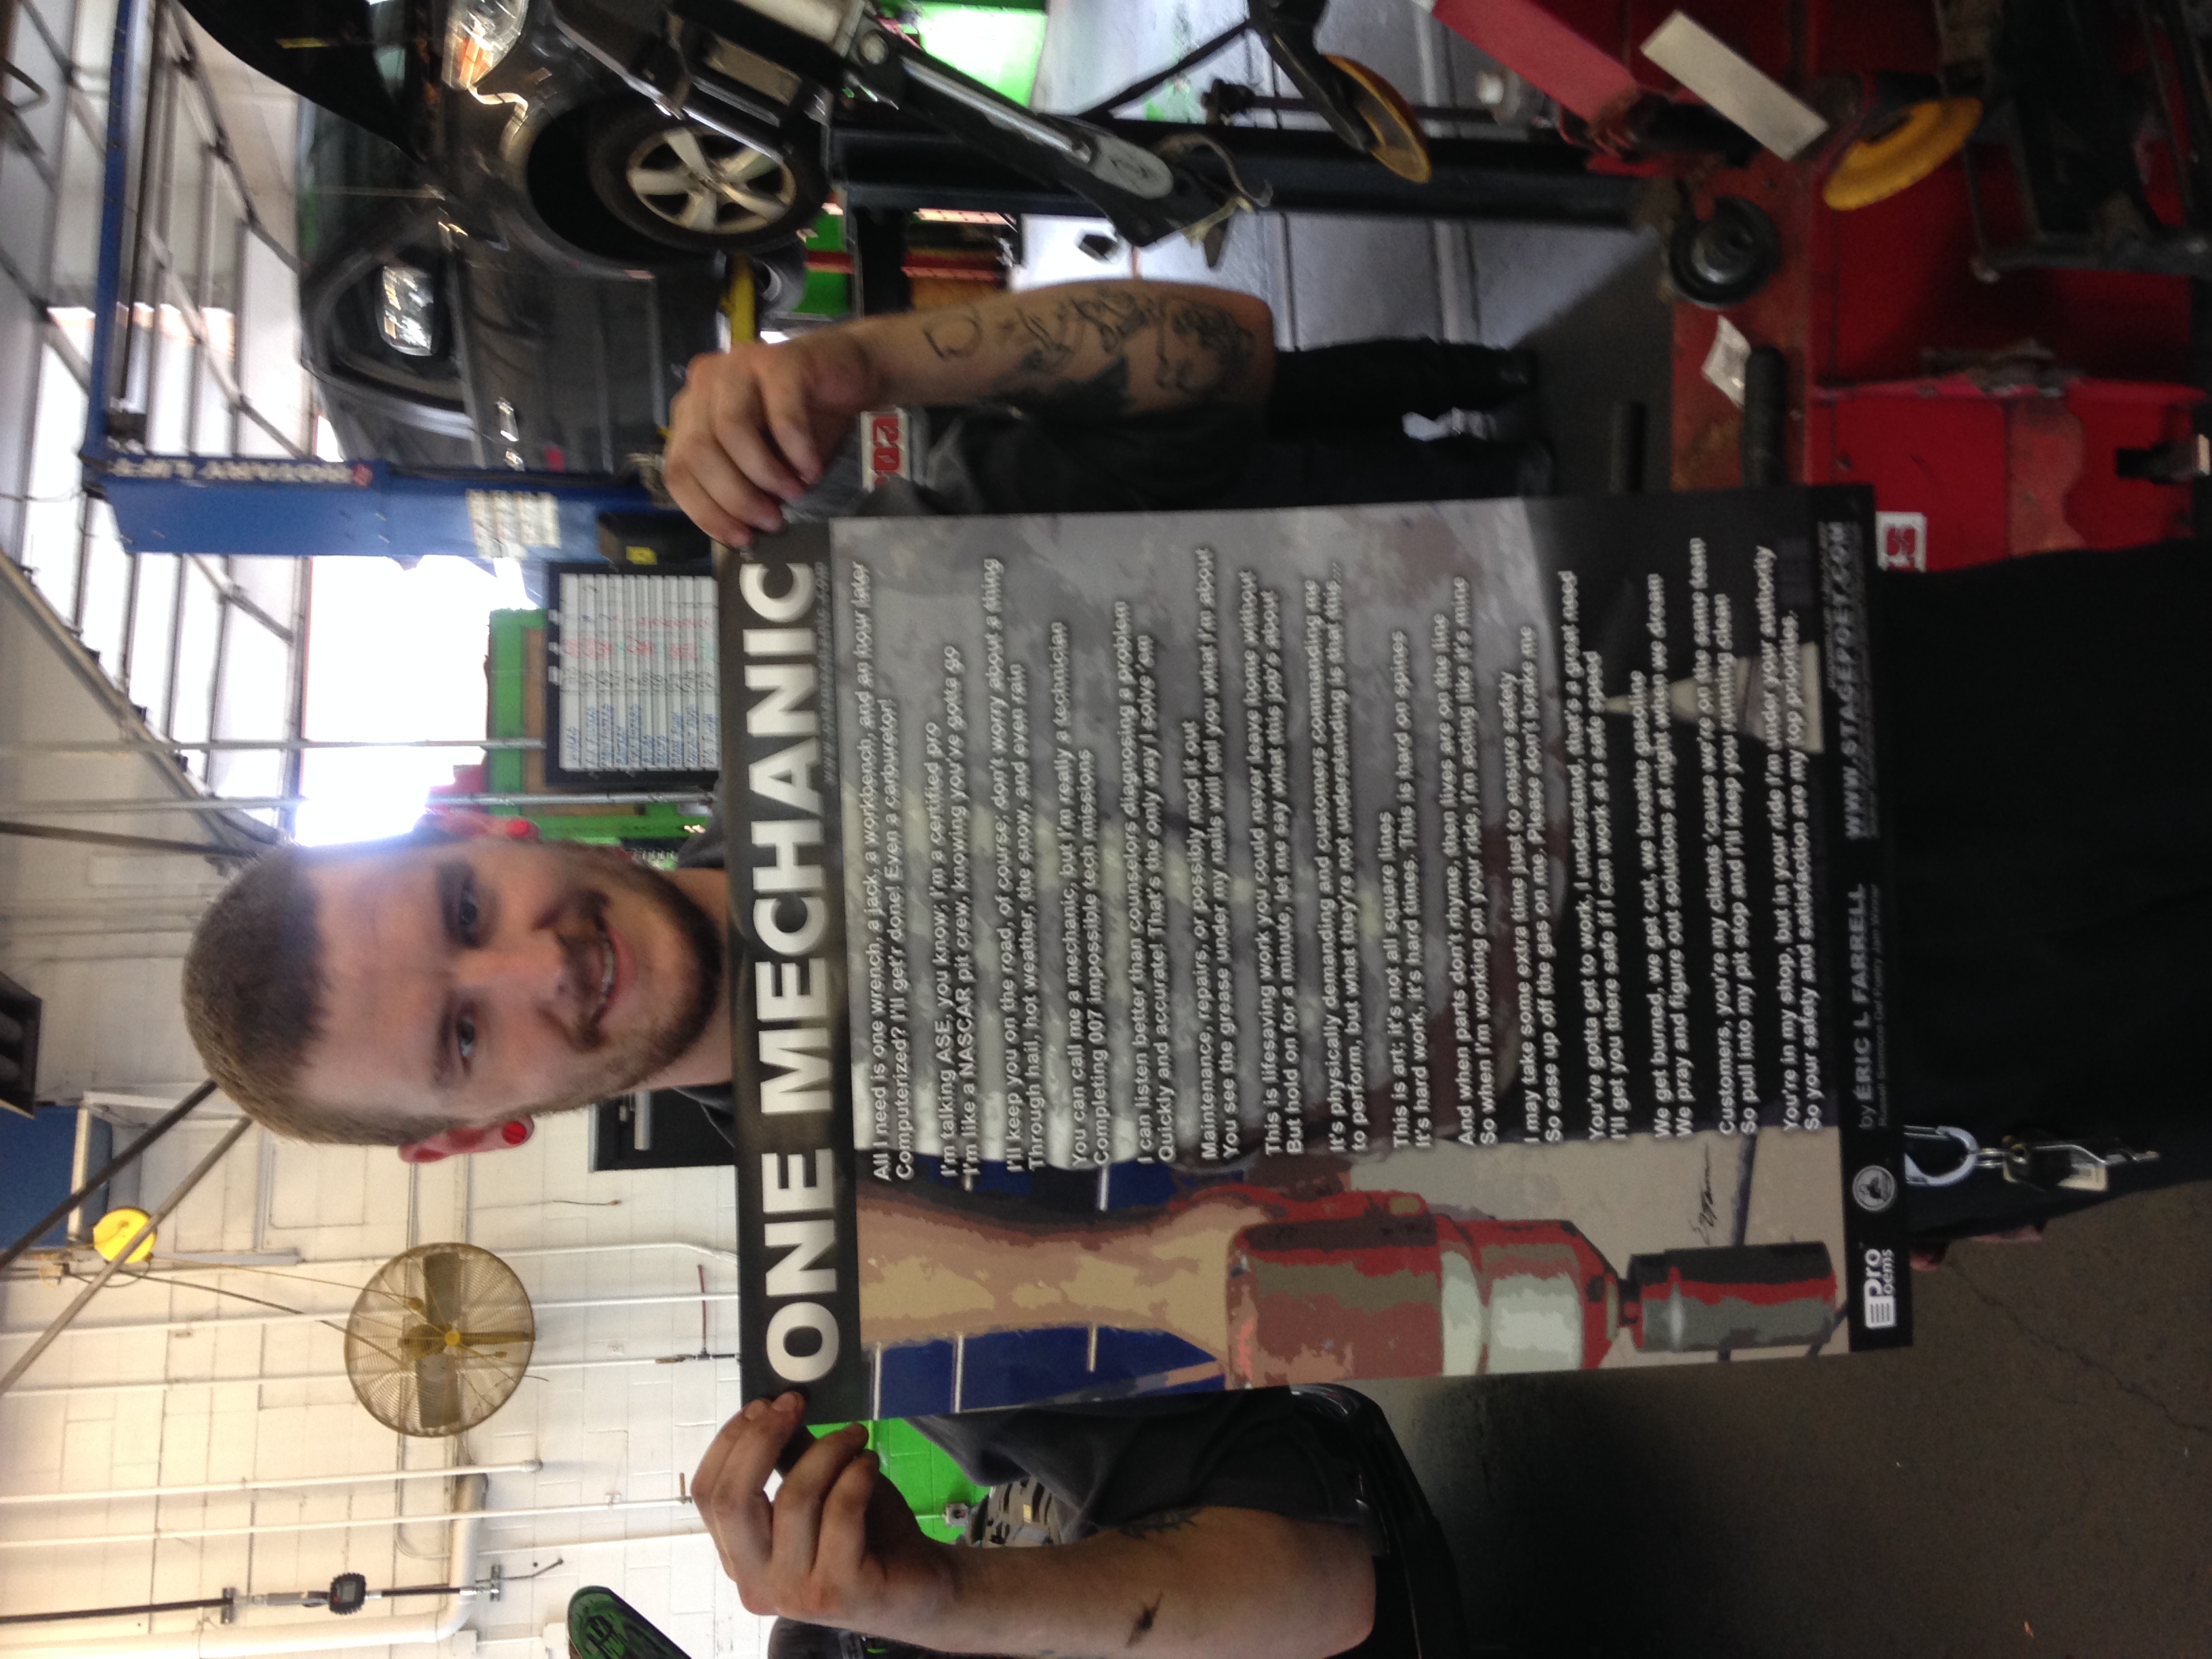 ONE MECHANIC
All I need is one wrench, a jack, a workbench, and an hour later
Computerized? I'll get'r done! Even a carburetor!
I'm talking ASE, you know; I'm a certified pro
I'm like a NASCAR pit crew, knowing you've gotta go
I'll keep you on the road, of course; don't worry about a thing
Through hail, hot weather, the snow, and even rain
You can call me a mechanic, but I'm really a technician
Completing 007 impossible tech missions
I can listen better than counselors diagnosing a problem
Quickly and accurate! That's the only way I solve 'em
Maintenance, repairs, or possibly mod it out
You see the grease under my nails will tell you what I'm about
This is lifesaving work you could never leave home without
But hold on for a minute, let me say what this job's about
It's physically demanding and customers commanding me
to perform, but what they're not understanding is that this...
This is art, it's not all square lines
It's hard work, it's hard times. This is hard on spines
And when parts don't rhyme, then lives are on the line
So when I'm working on your ride, I'm acting like it's mine
I may take some extra time just to ensure safety
So ease up off the gas on me. Please don't brake me
You've gotta get to work, I understand, there's a great need
I'll get you there safe if I can work at a safe speed
We get burned, we get cut, we breathe gasoline
We pray and figure out solutions at night when we dream
Customers, you're my clients 'cause we're on the same team
So pull into my pit stop and I'll keep you running clean
You're in my shop, but in your ride I'm under your authority
So your safety and satisfaction are my top priorities.
pro oems
by ERIC L FARRELL
WWW.STAGEPOET.COM
ROTARY LIFT